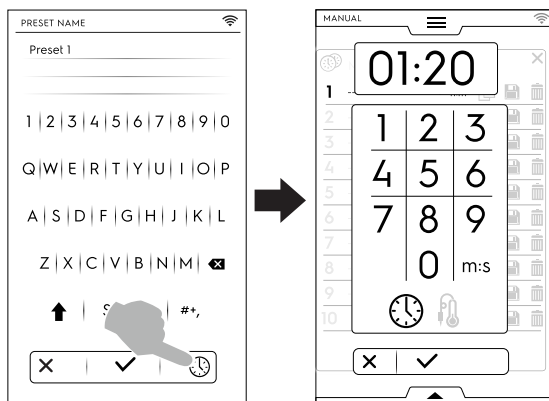 PRESET NAME
Preset 1
1 2 3 4 5 6 7 8 9 0
Q W E R T Y U I O P
A S D F G H J K L
Z X C V B N M
#+,
MANUAL
01:20
1
2
3
4
5
6
7
8
9
10
1 2 3
4 5 6
7 8 9
0 m:s